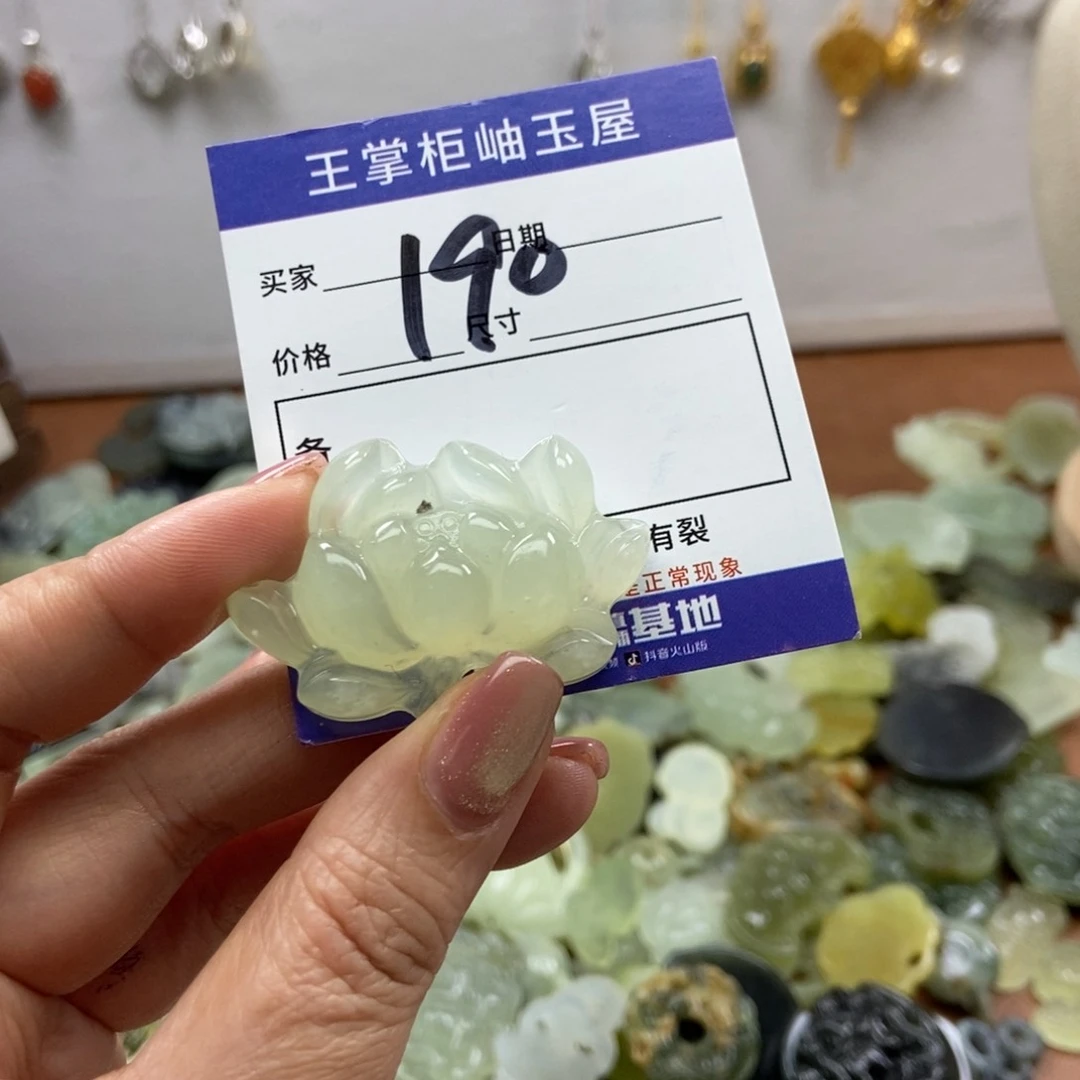 王掌柜岫玉屋
买家 日期
190
价格 尺寸
有裂
正常现象
基地
抖音火山版